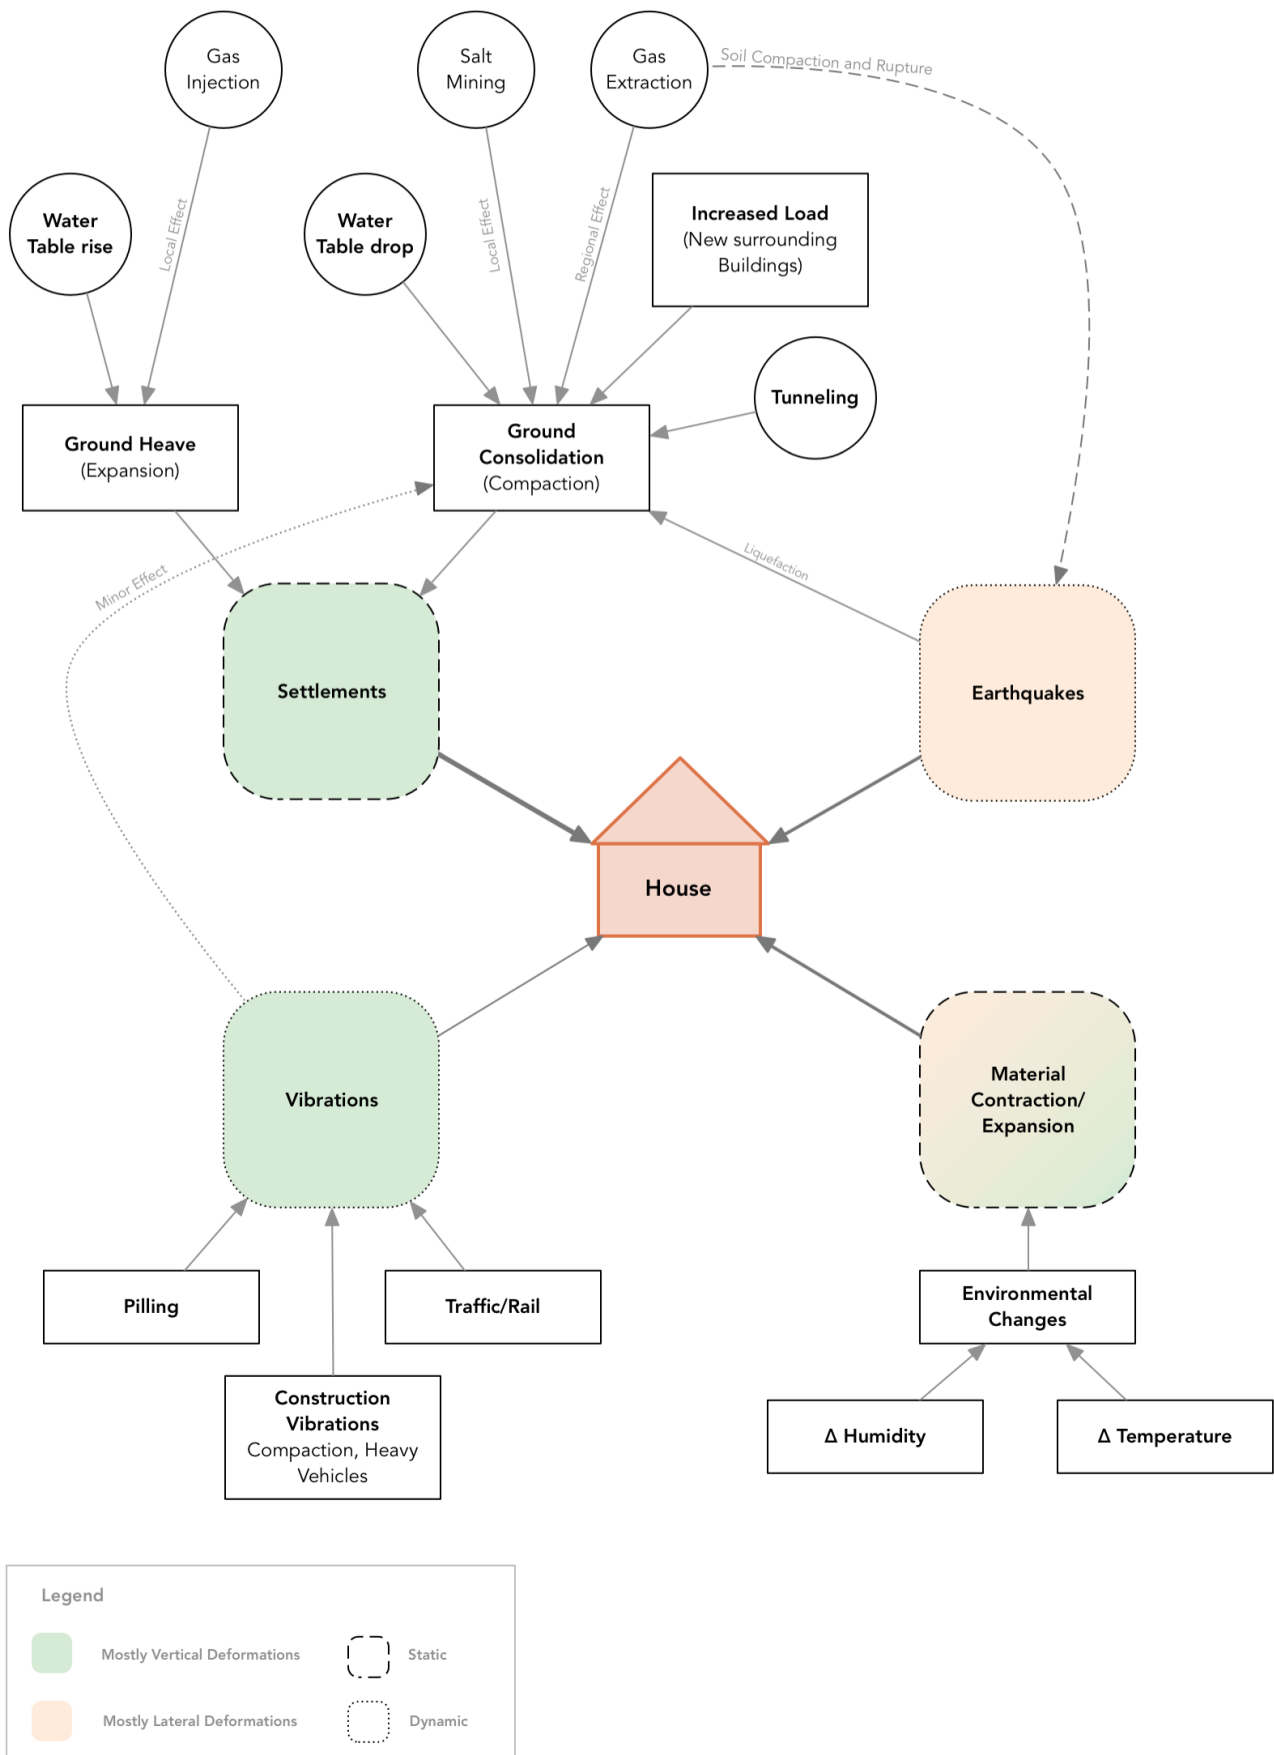 Gas
Injection
Salt
Mining
Gas
Extraction
Soil Compaction and Rupture
Water
Table rise
Local Effect
Water
Table drop
Local Effect
Regional Effect
Increased Load
(New surrounding
Buildings)
Tunneling
Ground Heave
(Expansion)
Ground
Consolidation
(Compaction)
Minor Effect
Liquefaction
Settlements
Earthquakes
House
Vibrations
Material
Contraction/
Expansion
Pilling
Traffic/Rail
Environmental
Changes
Construction
Vibrations
Compaction, Heavy
Vehicles
Δ Humidity
Δ Temperature
Legend
Mostly Vertical Deformations
Static
Mostly Lateral Deformations
Dynamic